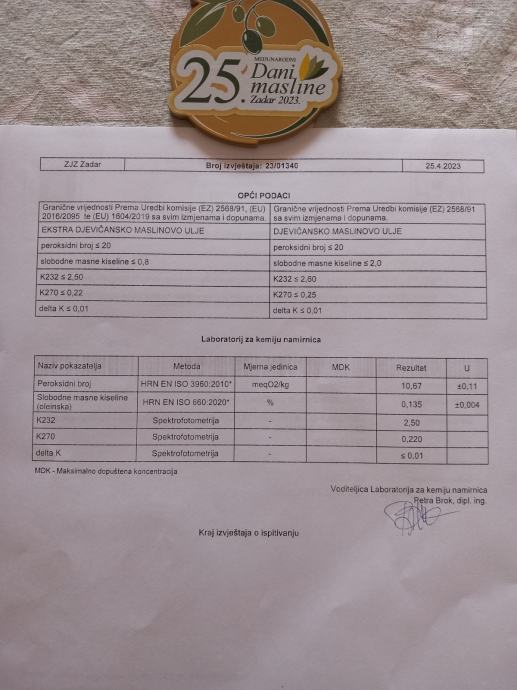 25.
MEĐUNARODNI
Dani
masline
Zadar 2023.
ZJZ Zadar Broj izvještaja: 23/01340 25.4.2023
OPĆI PODACI
Granične vrijednosti Prema Uredbi komisije (EZ) 2568/91, (EU)
2016/2095 te (EU) 1604/2019 sa svim izmjenama i dopunama.
Granične vrijednosti Prema Uredbi komisije (EZ) 2568/91
sa svim izmjenama i dopunama.
EKSTRA DJEVIČANSKO MASLINOVO ULJE DJEVIČANSKO MASLINOVO ULJE
peroksidni broj ≤ 20 peroksidni broj ≤ 20
slobodne masne kiseline ≤ 0,8 slobodne masne kiseline ≤ 2,0
K232 ≤ 2,50 K232 ≤ 2,60
K270 ≤ 0,22 K270 ≤ 0,25
delta K ≤ 0,01 delta K ≤ 0,01
Laboratorij za kemiju namirnica
Naziv pokazatelja Metoda Mjerna jedinica MDK Rezultat U
Peroksidni broj HRN EN ISO 3960:2010* meqO2/kg 10,67 ±0,11
Slobodne masne kiseline
(oleinska) HRN EN ISO 660:2020* % 0,135 ±0,004
K232 Spektrofotometrija - 2,50
K270 Spektrofotometrija - 0,220
delta K Spektrofotometrija - ≤ 0,01
MDK - Maksimalno dopuštena koncentracija
Voditeljica Laboratorija za kemiju namirnica
Petra Brok, dipl. ing.
Kraj izvještaja o ispitivanju